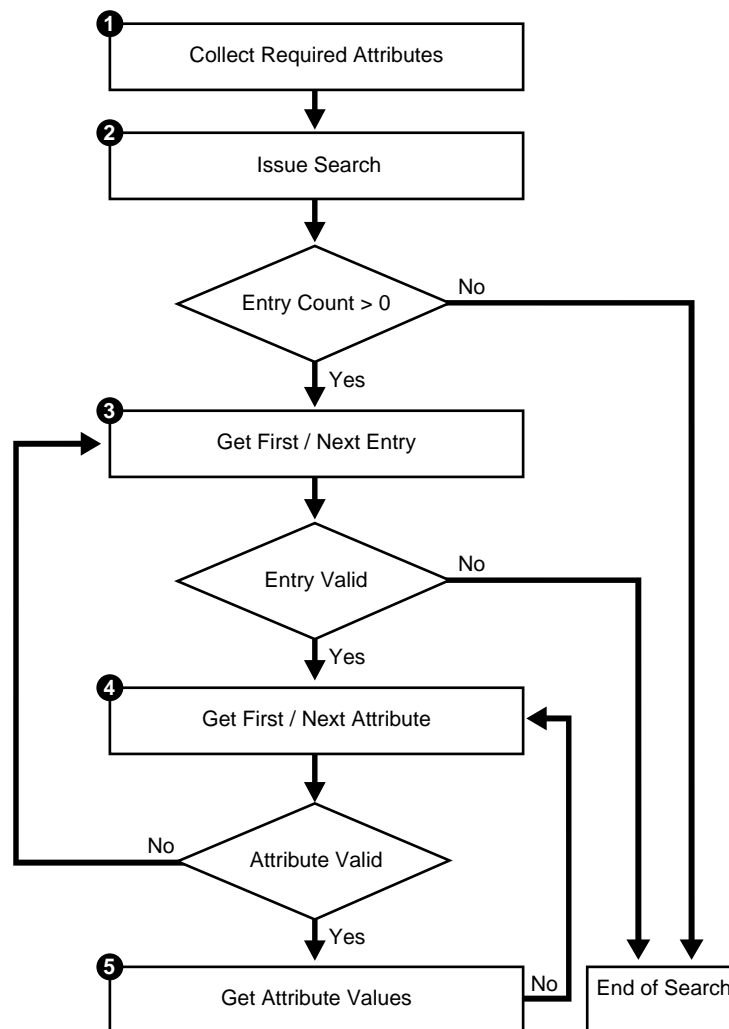 1
Collect Required Attributes
2
Issue Search
Entry Count > 0
No
Yes
3
Get First / Next Entry
Entry Valid
No
Yes
4
Get First / Next Attribute
No
Attribute Valid
Yes
5
Get Attribute Values
No
End of Search